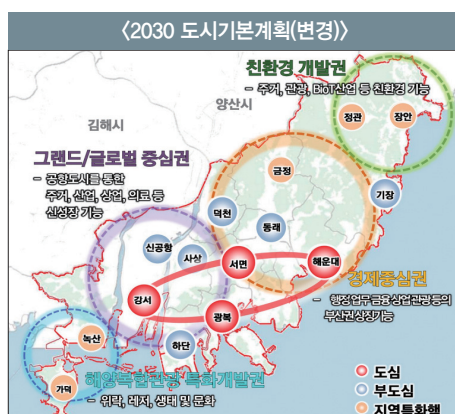 〈2030 도시기본계획(변경)〉
친환경 개발권
- 주거, 관광, BIoT산업 등 친환경 기능
양산시
김해시
정관
장안
그랜드/글로벌 중심권
- 공항도시를 통한
주거, 산업, 상업, 의료 등
신성장 기능
금정
기장
덕천
동래
신공항
사상
서면
해운대
경제중심권
- 행정업무금융상업관광등의
부산권상징기능
강서
광복
녹산
하단
해양복합관광 특화개발권
- 위락, 레저, 생태 및 문화
가덕
도심
부도심
지역특화핵